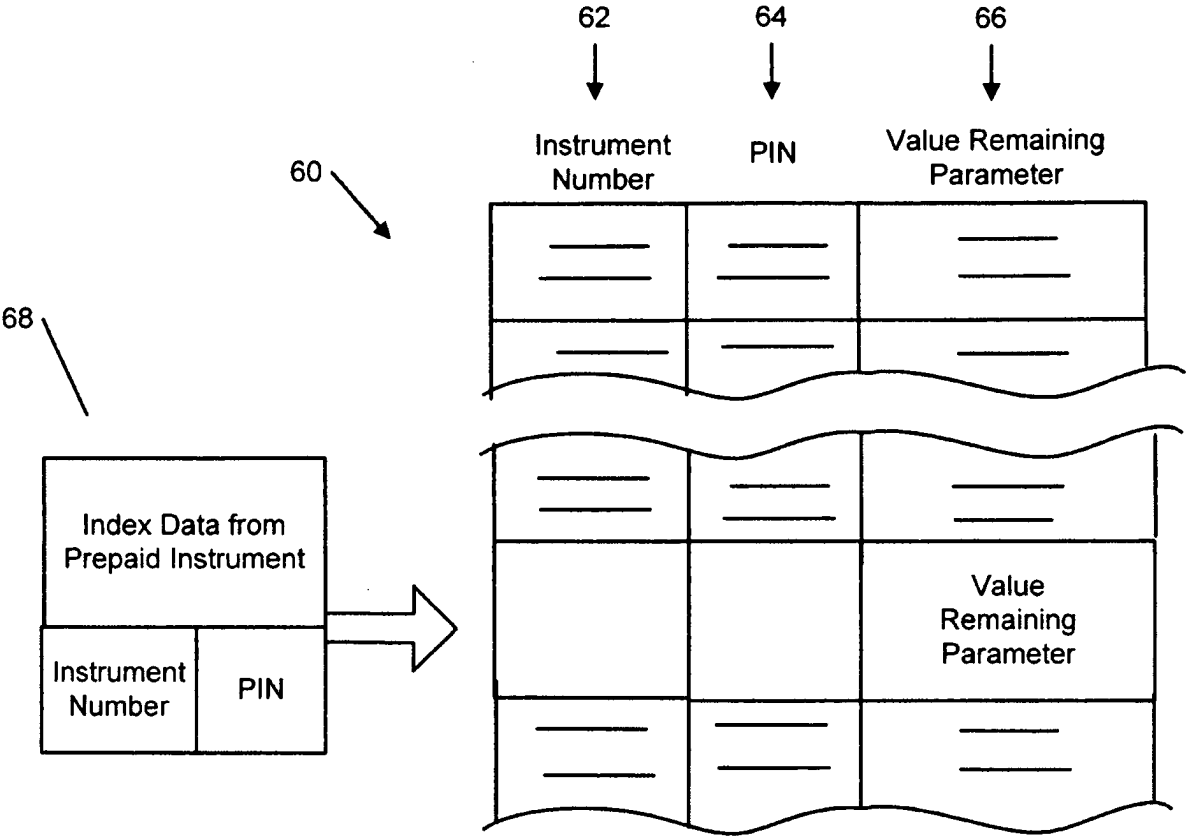 62
64
66
Instrument
Number
PIN
Value Remaining
Parameter
60
68
Index Data from
Prepaid Instrument
Instrument
Number
PIN
Value
Remaining
Parameter